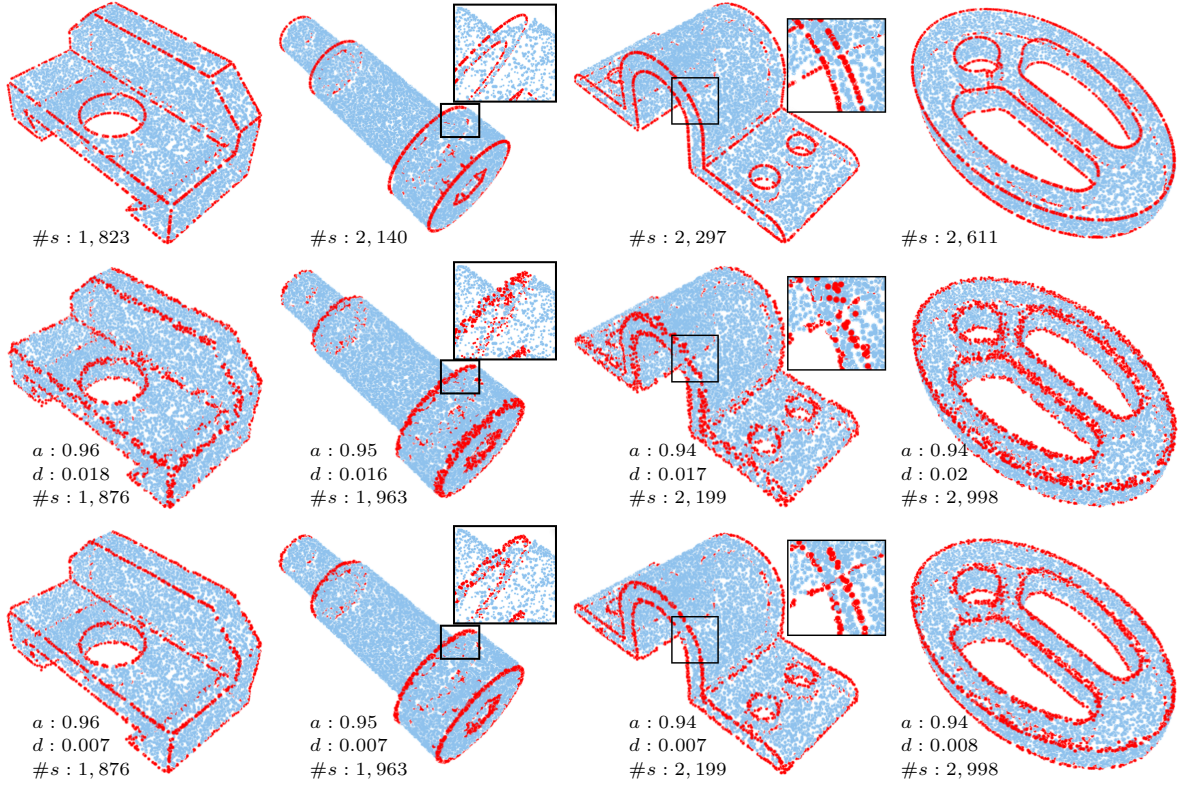 #s : 1, 823
#s : 2, 140
#s : 2, 297
#s : 2, 611
a : 0.96
d : 0.018
#s : 1, 876
a : 0.95
d : 0.016
#s : 1, 963
a : 0.94
d : 0.017
#s : 2, 199
a : 0.94
d : 0.02
#s : 2, 998
a : 0.96
d : 0.007
#s : 1, 876
a : 0.95
d : 0.007
#s : 1, 963
a : 0.94
d : 0.007
#s : 2, 199
a : 0.94
d : 0.008
#s : 2, 998